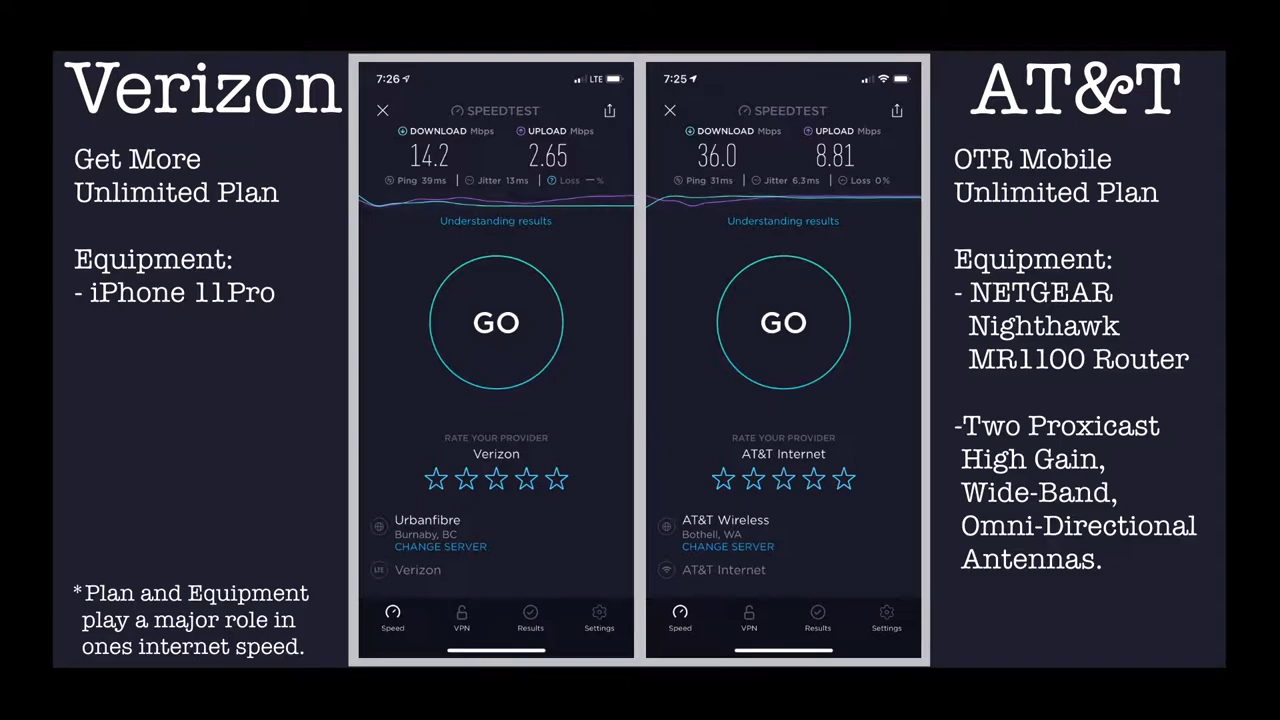 Verizon
Get More
Unlimited Plan
Equipment:
- iPhone 11Pro
*Plan and Equipment
play a major role in
ones internet speed.
7:26
LTE
SPEEDTEST
DOWNLOAD Mbps
UPLOAD Mbps
14.2
2.65
Ping 39ms
Jitter 13ms
Loss —%
Understanding results
GO
RATE YOUR PROVIDER
Verizon
Urbanfibre
Burnaby, BC
CHANGE SERVER
LTE
Verizon
Speed
VPN
Results
Settings
7:25
SPEEDTEST
DOWNLOAD Mbps
UPLOAD Mbps
36.0
8.81
Ping 31ms
Jitter 6.3ms
Loss 0%
Understanding results
GO
RATE YOUR PROVIDER
AT&T Internet
AT&T Wireless
Bothell, WA
CHANGE SERVER
AT&T Internet
Speed
VPN
Results
Settings
AT&T
OTR Mobile
Unlimited Plan
Equipment:
- NETGEAR
Nighthawk
MR1100 Router
-Two Proxicast
High Gain,
Wide-Band,
Omni-Directional
Antennas.